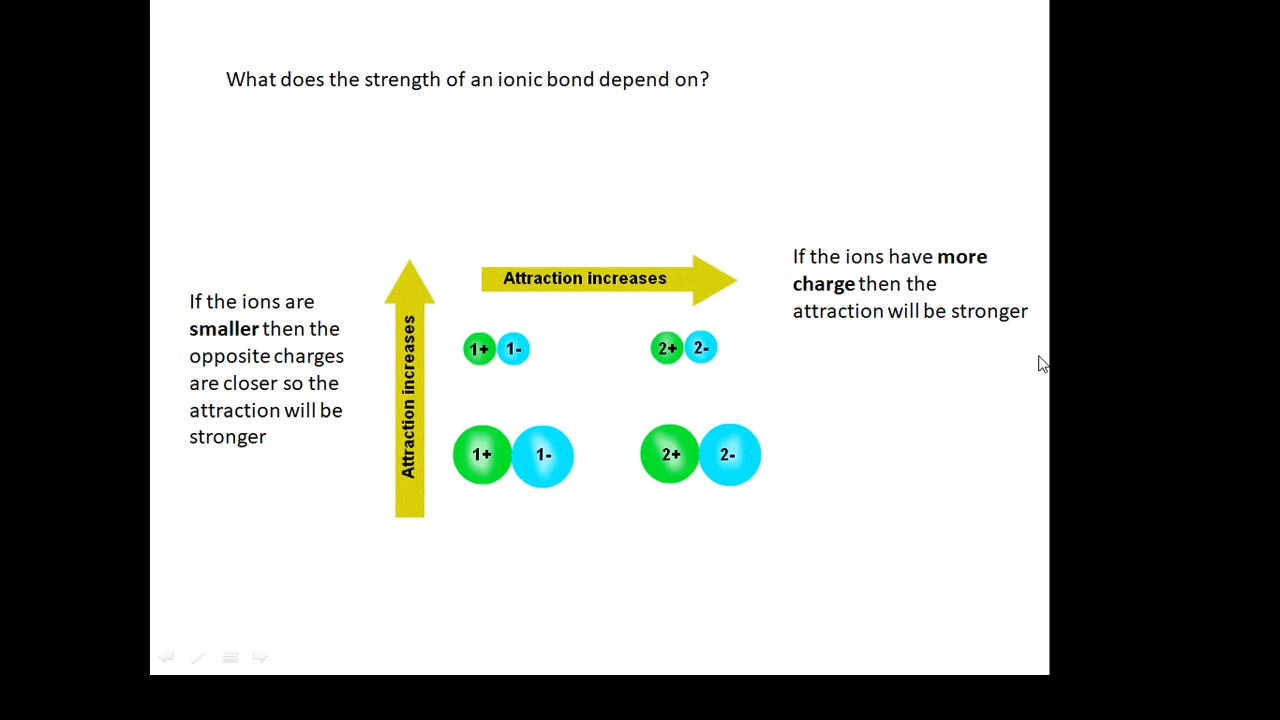 What does the strength of an ionic bond depend on?
If the ions are
smaller then the
opposite charges
are closer so the
attraction will be
stronger
Attraction increases
Attraction increases
1+ 1-
2+ 2-
1+ 1-
2+ 2-
If the ions have more
charge then the
attraction will be stronger